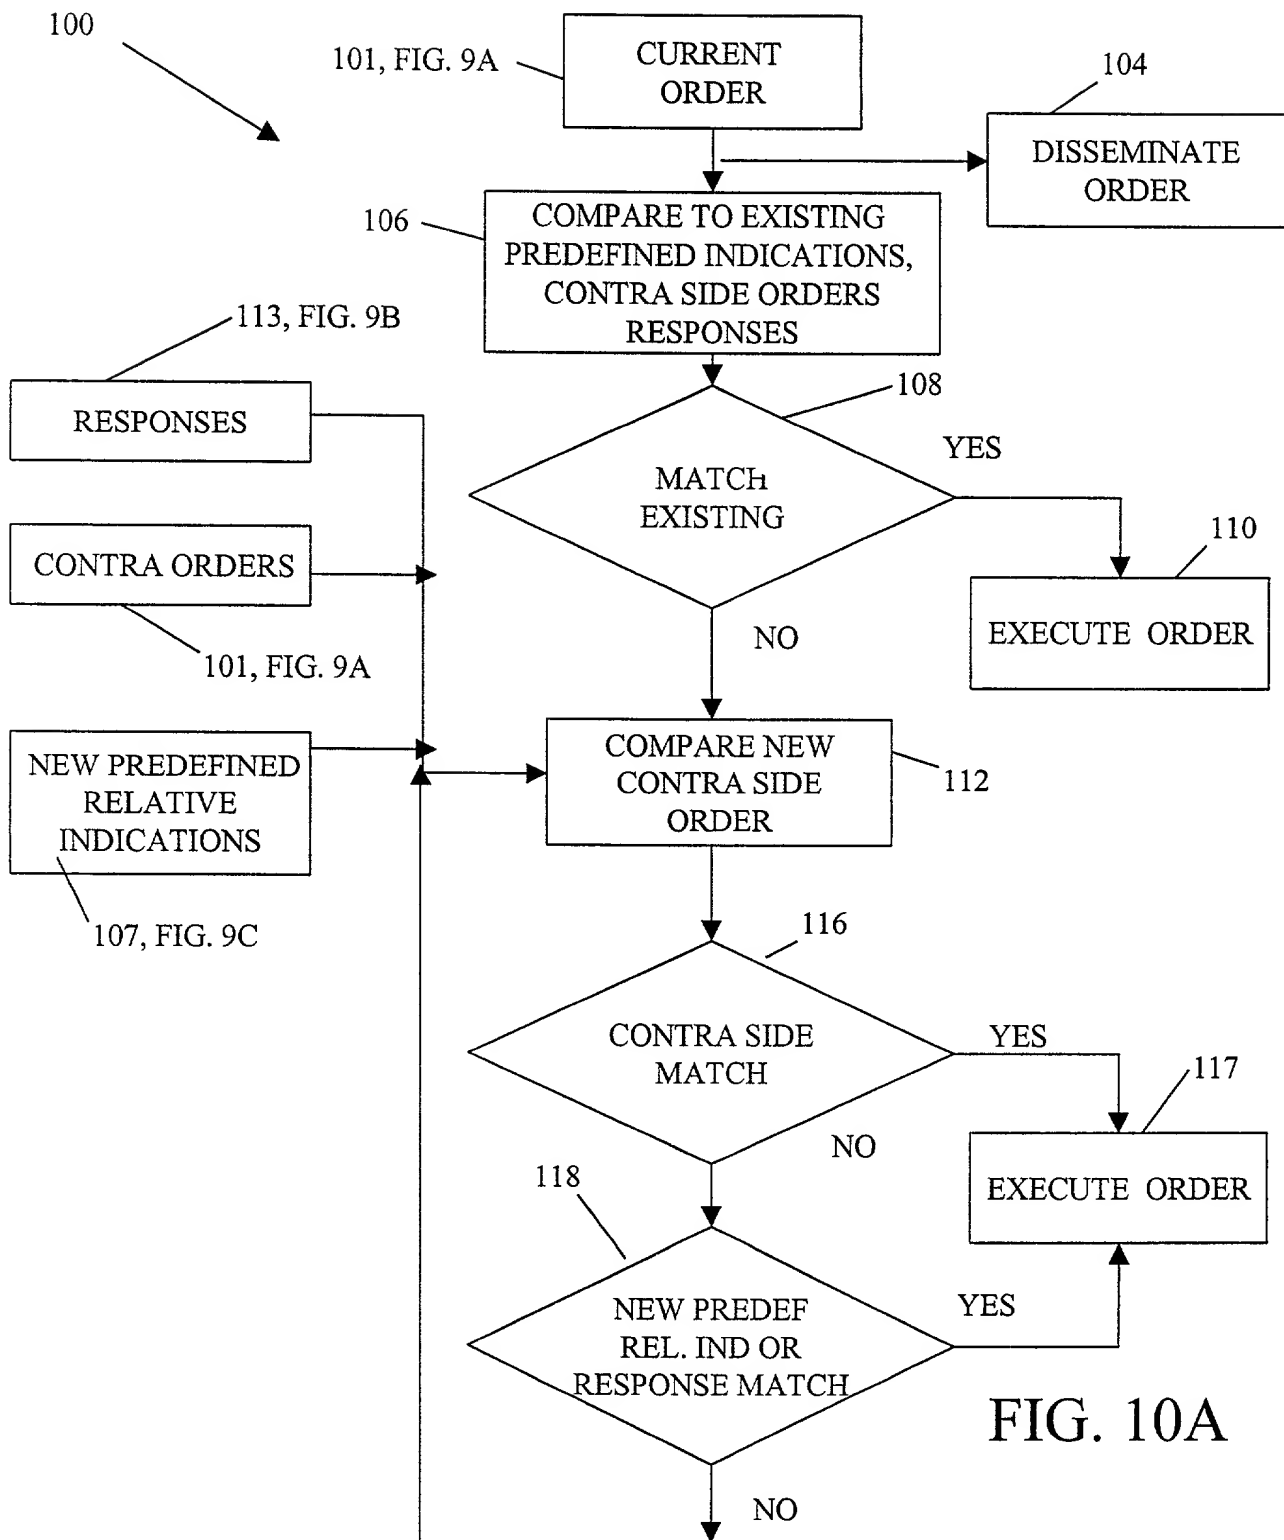 100
101, FIG. 9A
CURRENT
ORDER
104
DISSEMINATE
ORDER
106
COMPARE TO EXISTING
PREDEFINED INDICATIONS,
CONTRA SIDE ORDERS
RESPONSES
113, FIG. 9B
RESPONSES
108
YES
MATCH
EXISTING
CONTRA ORDERS
101, FIG. 9A
110
EXECUTE ORDER
NO
NEW PREDEFINED
RELATIVE
INDICATIONS
107, FIG. 9C
COMPARE NEW
CONTRA SIDE
ORDER
112
116
CONTRA SIDE
MATCH
YES
117
NO
EXECUTE ORDER
118
NEW PREDEF
REL. IND OR
RESPONSE MATCH
YES
FIG. 10A
NO